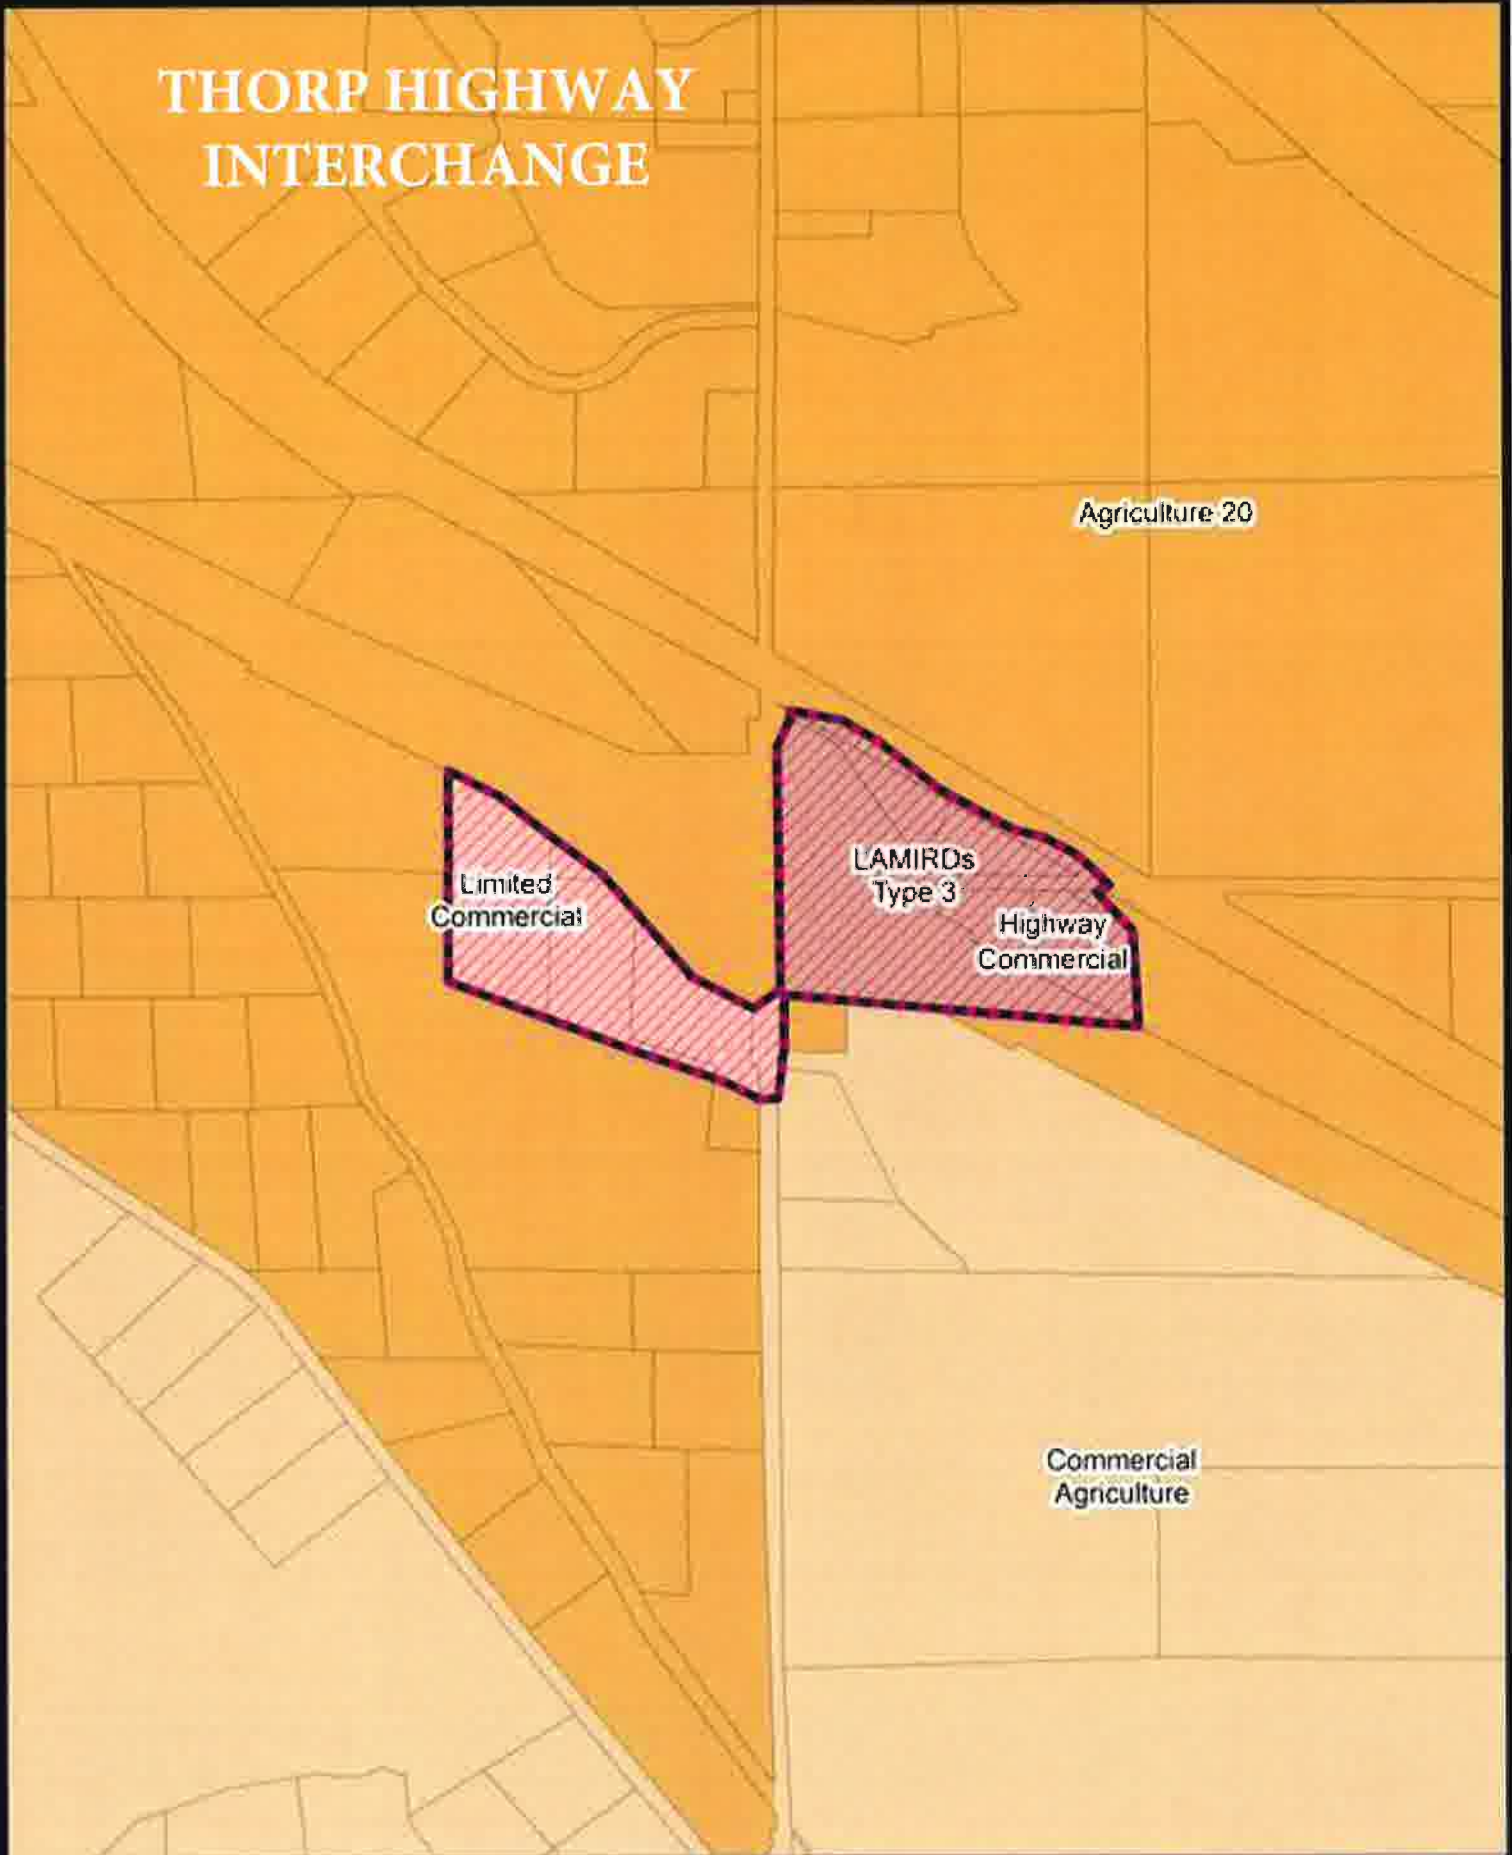 THORP HIGHWAY
INTERCHANGE
Agriculture 20
LAMIRDs
Type 3
Limited
Commercial
Highway
Commercial
Commercial
Agriculture